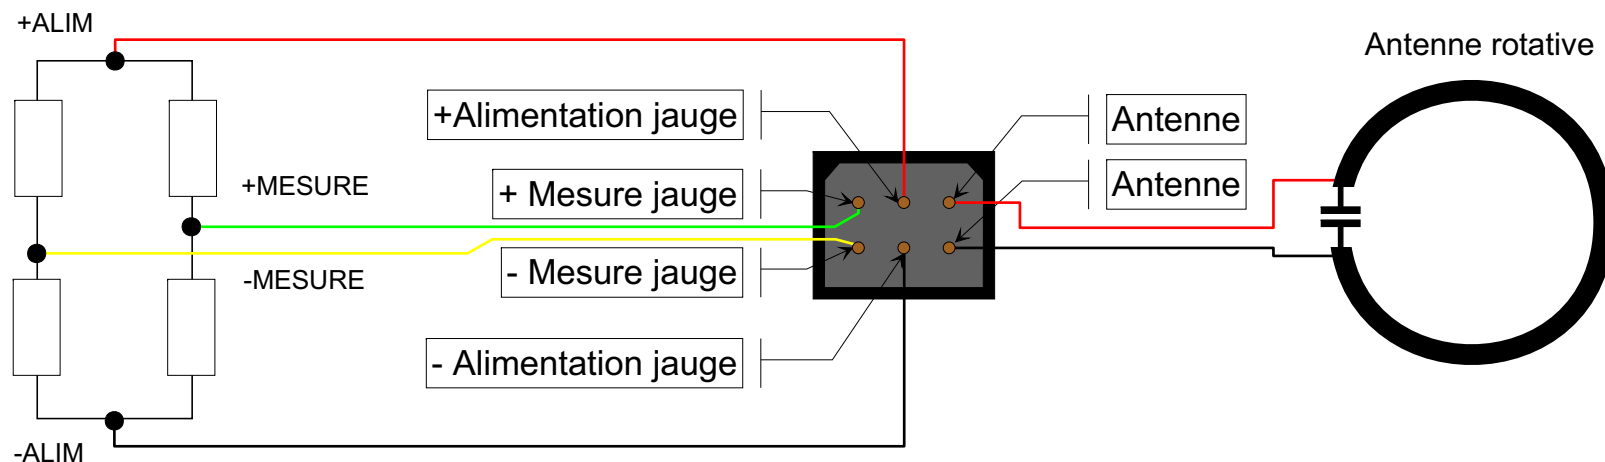 +ALIM
Antenne rotative
+Alimentation jauge
Antenne
+ Mesure jauge
Antenne
+MESURE
-MESURE
- Mesure jauge
- Alimentation jauge
-ALIM